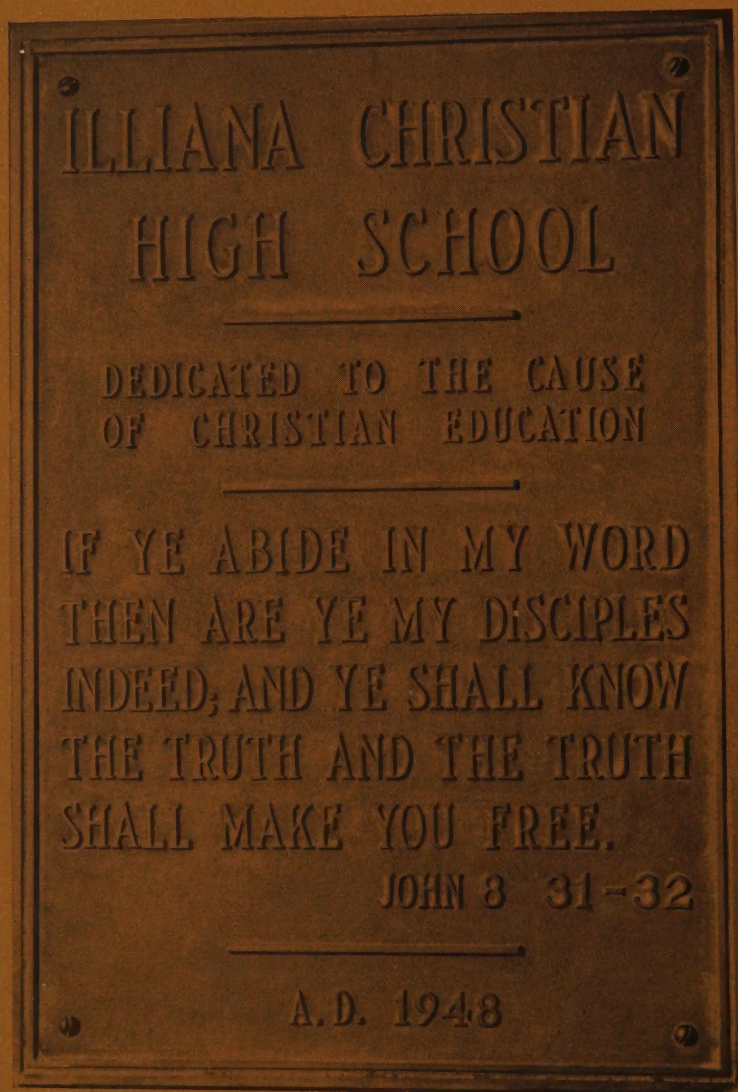 ILLIANA CHRISTIAN
HIGH SCHOOL
DEDICATED TO THE CAUSE
OF CHRISTIAN EDUCATION
IF YE ABIDE IN MY WORD
THEN ARE YE MY DiSCIPLES
INDEED; AND YE SHALL KNOW
THE TRUTH AND THE TRUTH
SHALL MAKE YOU FREE.
JOHN 8 31-32
A.D. 1948